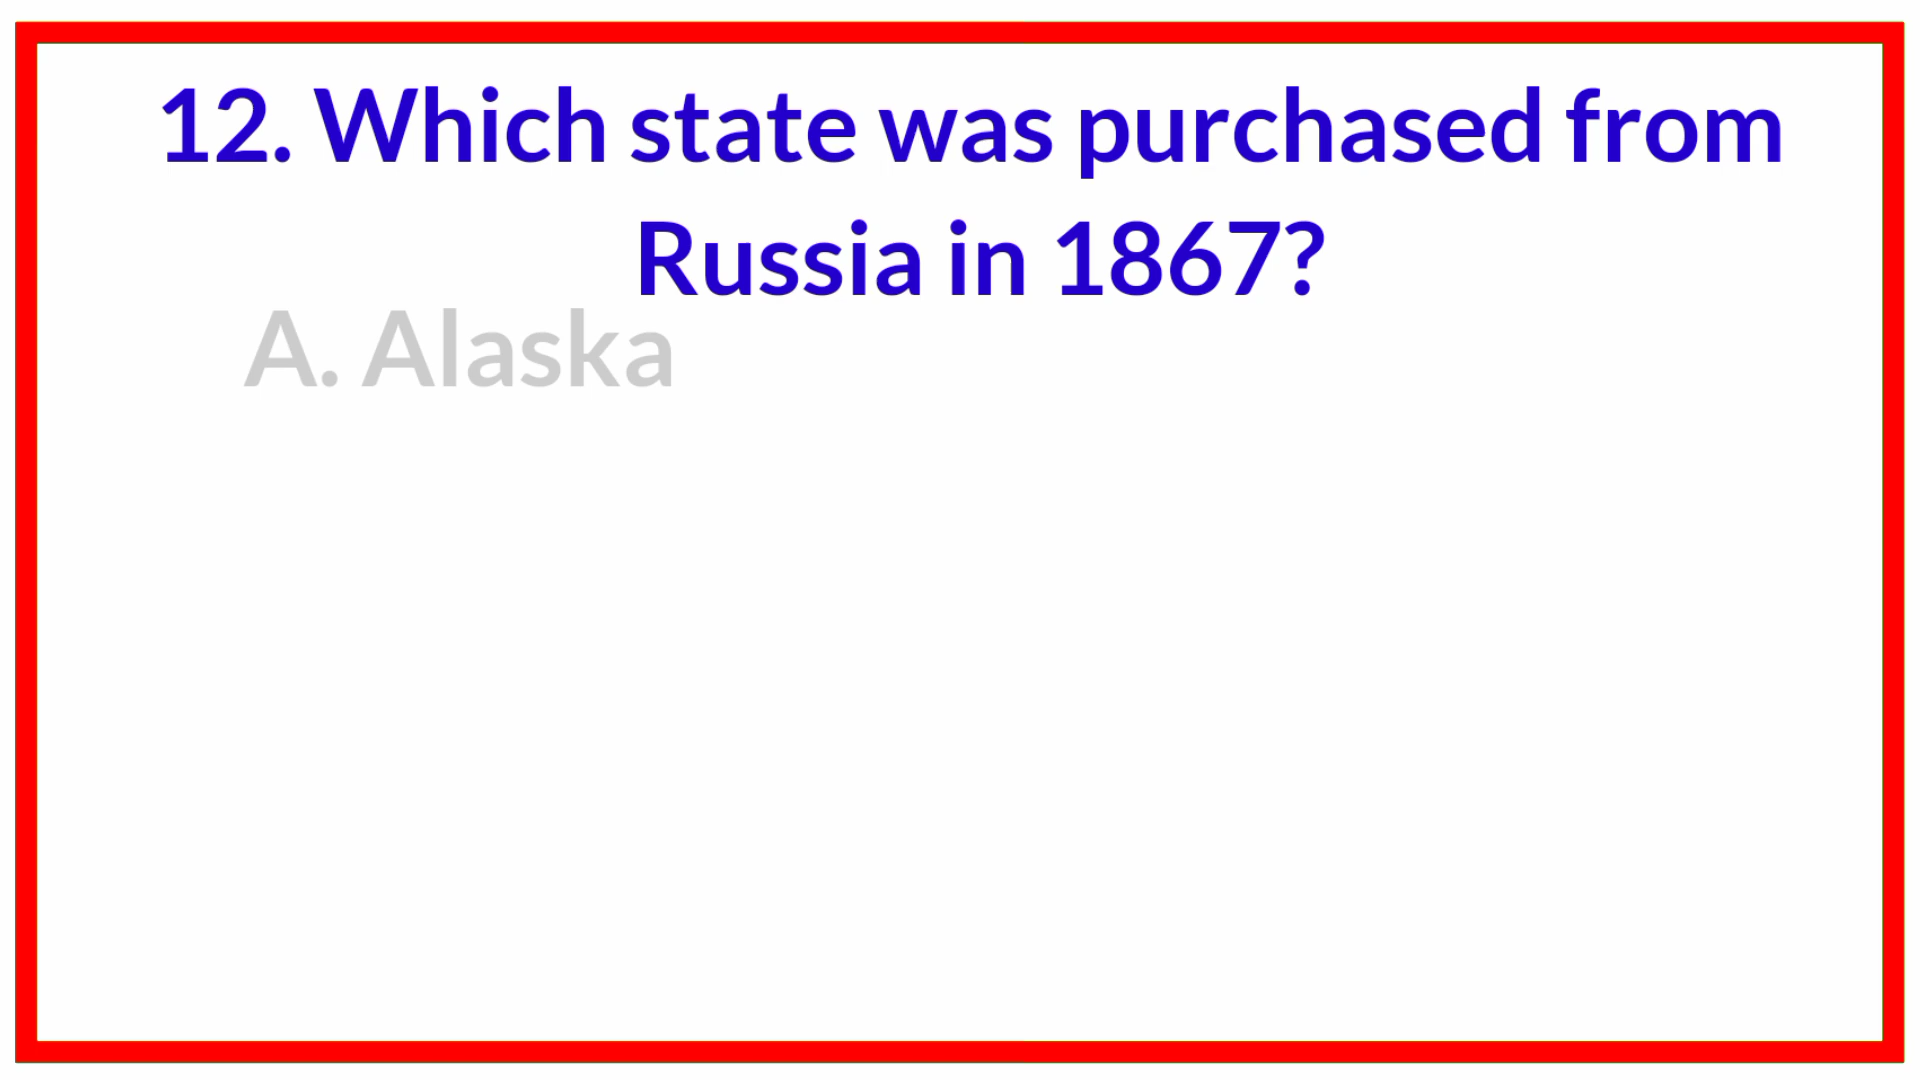 12. Which state was purchased from
Russia in 1867?
A. Alaska